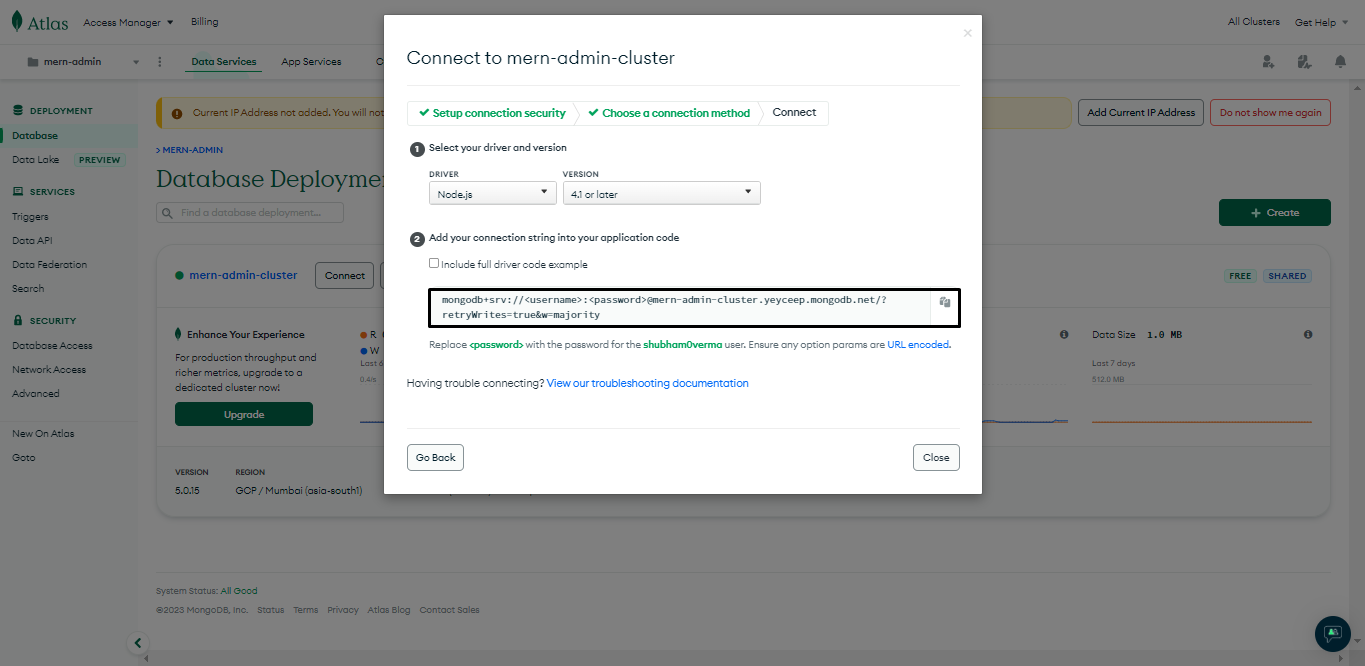 Atlas
Access Manager
Billing
All Clusters
Get Help
mern-admin
Data Services
App Services
Connect to mern-admin-cluster
Setup connection security
Choose a connection method
Connect
1 Select your driver and version
DRIVER
VERSION
Node.js
4.1 or later
2 Add your connection string into your application code
Include full driver code example
mongodb+srv://<username>:<password>@mern-admin-cluster.yeyceep.mongodb.net/?
retryWrites=true&w=majority
Replace <password> with the password for the shubham0verma user. Ensure any option params are URL encoded.
Having trouble connecting? View our troubleshooting documentation
Go Back
Close
DEPLOYMENT
Database
Data Lake
PREVIEW
SERVICES
Triggers
Data API
Data Federation
Search
SECURITY
Database Access
Network Access
Advanced
New On Atlas
Goto
Current IP Address not added. You will not
Add Current IP Address
Do not show me again
> MERN-ADMIN
Database Deployme
Find a database deployment...
+ Create
mern-admin-cluster
Connect
FREE
SHARED
Enhance Your Experience
For production throughput and
richer metrics, upgrade to a
dedicated cluster now!
Upgrade
R
W
Last 6
0.4/s
Data Size 1.0 MB
Last 7 days
512.0 MB
VERSION
5.0.15
REGION
GCP / Mumbai (asia-south1)
System Status: All Good
©2023 MongoDB, Inc. Status Terms Privacy Atlas Blog Contact Sales